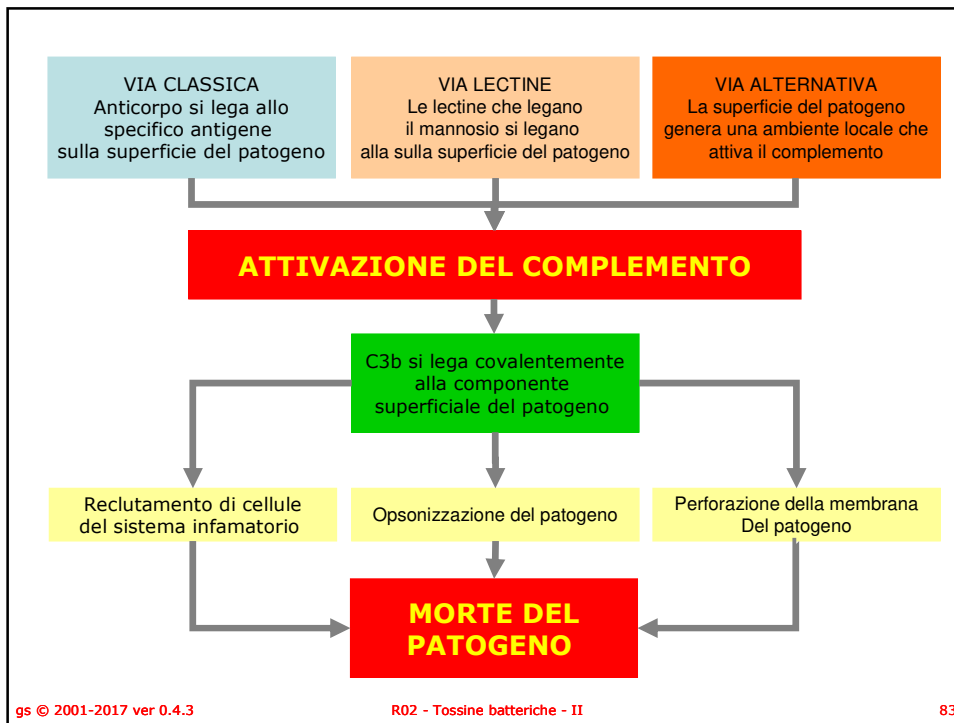 VIA CLASSICA
Anticorpo si lega allo
specifico antigene
sulla superficie del patogeno
VIA LECTINE
Le lectine che legano
il mannosio si legano
alla sulla superficie del patogeno
VIA ALTERNATIVA
La superficie del patogeno
genera una ambiente locale che
attiva il complemento
ATTIVAZIONE DEL COMPLEMENTO
C3b si lega covalentemente
alla componente
superficiale del patogeno
Reclutamento di cellule
del sistema infamatorio
Opsonizzazione del patogeno
Perforazione della membrana
Del patogeno
MORTE DEL
PATOGENO
gs © 2001-2017 ver 0.4.3
R02 - Tossine batteriche - II
83